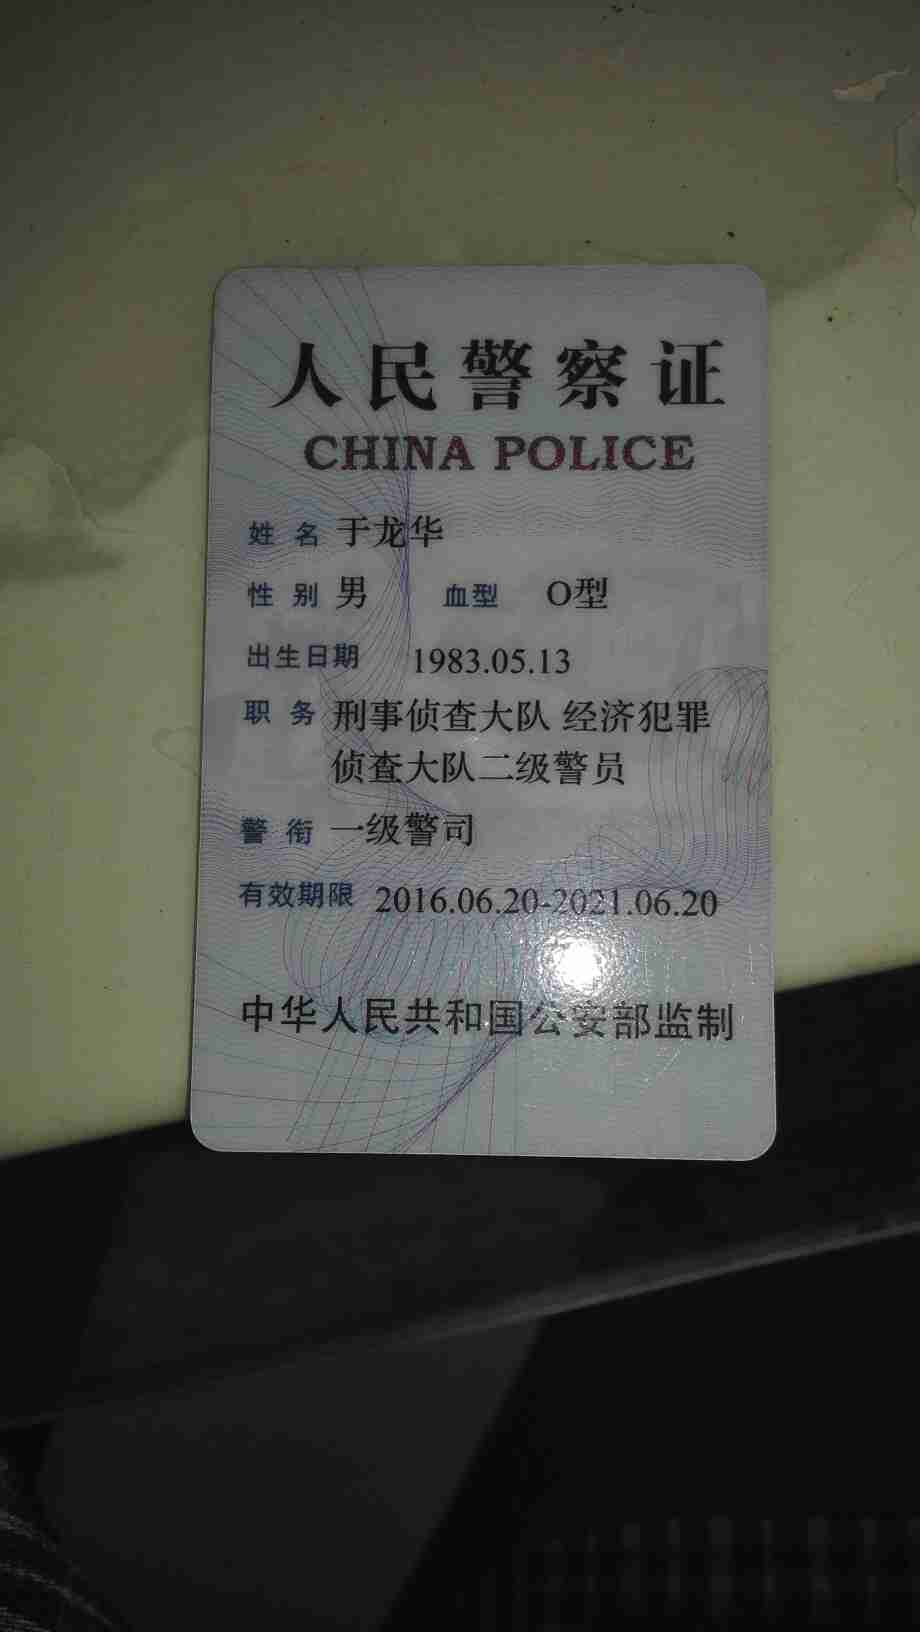 人民警察证
CHINA POLICE
姓 名 于龙华
性 别 男 血型 O型
出生日期 1983.05.13
职 务 刑事侦查大队 经济犯罪
侦查大队二级警员
警 衔 一级警司
有效期限 2016.06.20-2021.06.20
中华人民共和国公安部监制